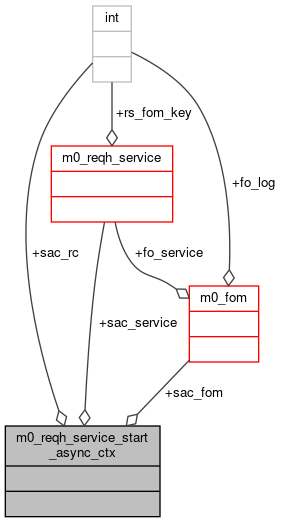 int
+rs_fom_key
m0_reqh_service
+fo_log
+sac_rc
+fo_service
m0_fom
+sac_service
+sac_fom
m0_reqh_service_start
_async_ctx